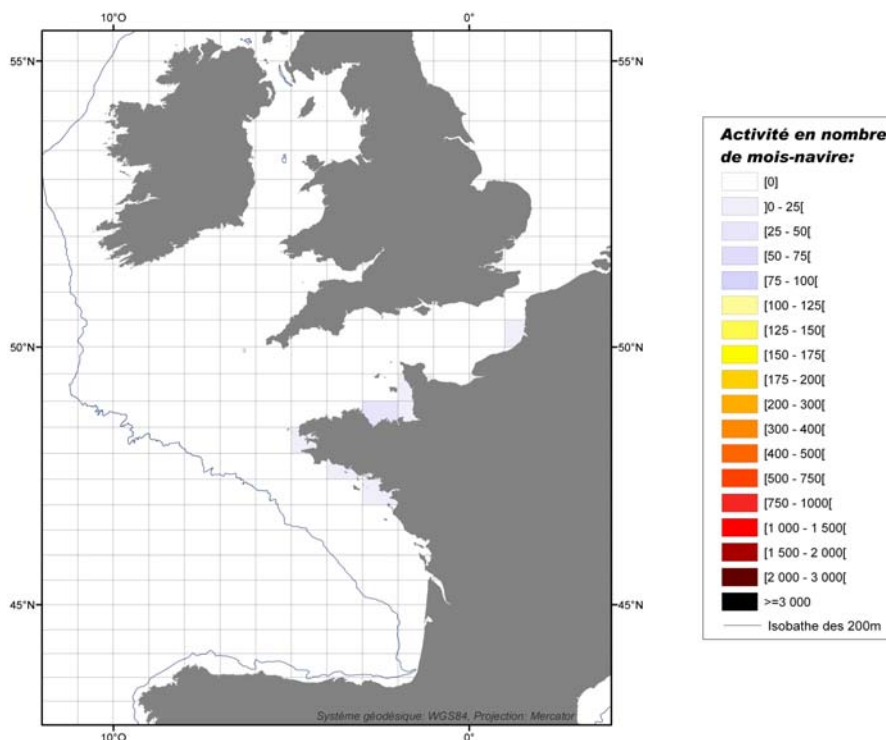 10°O 0°
55°N 55°N
50°N 50°N
45°N 45°N
Système géodésique: WGS84, Projection: Mercator
10°O 0°
Activité en nombre
de mois-navire:
[0]
]0 - 25[
[25 - 50[
[50 - 75[
[75 - 100[
[100 - 125[
[125 - 150[
[150 - 175[
[175 - 200[
[200 - 300[
[300 - 400[
[400 - 500[
[500 - 750[
[750 - 1000[
[1 000 - 1 500[
[1 500 - 2 000[
[2 000 - 3 000[
>=3 000
Isobathe des 200m